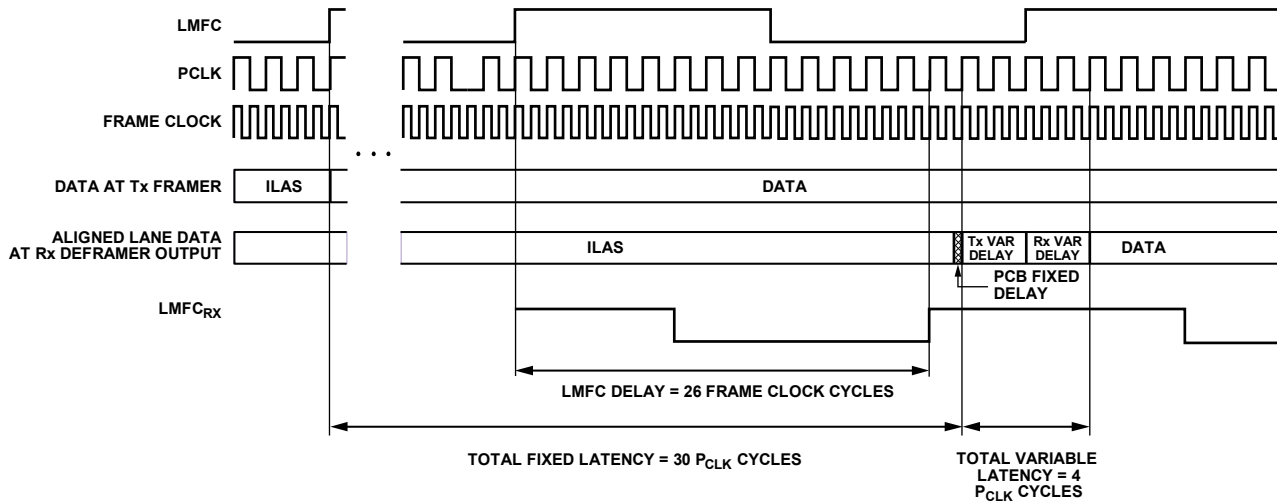 LMFC
PCLK
FRAME CLOCK
. . .
DATA AT Tx FRAMER
ILAS
DATA
ALIGNED LANE DATA
AT Rx DEFRAMER OUTPUT
ILAS
Tx VAR
DELAY
Rx VAR
DELAY
DATA
PCB FIXED
DELAY
LMFCRX
LMFC DELAY = 26 FRAME CLOCK CYCLES
TOTAL FIXED LATENCY = 30 PCLK CYCLES
TOTAL VARIABLE
LATENCY = 4
PCLK CYCLES